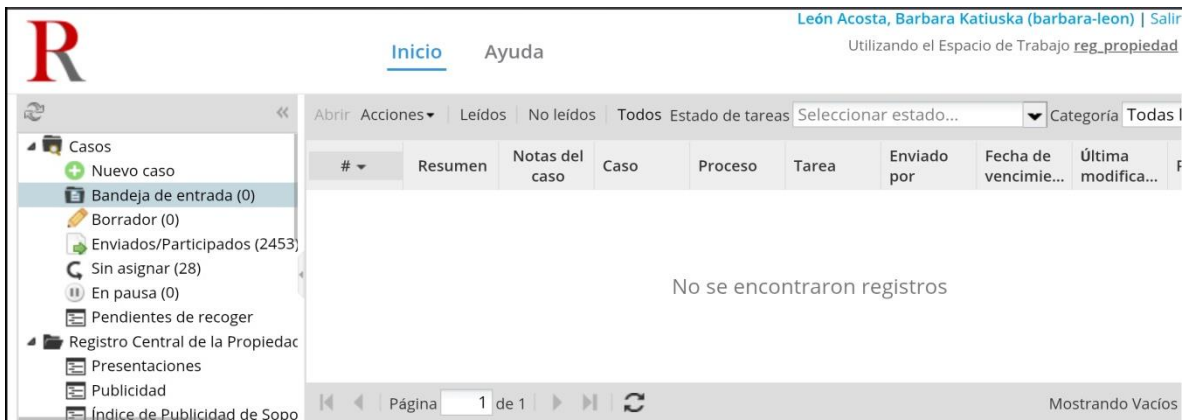 León Acosta, Barbara Katiuska (barbara-leon) | Salir
R
Inicio Ayuda
Utilizando el Espacio de Trabajo reg_propiedad
Abrir Acciones Leídos No leídos Todos Estado de tareas Seleccionar estado... Categoría Todas l
Casos
Nuevo caso
Bandeja de entrada (0)
Borrador (0)
Enviados/Participados (2453)
Sin asignar (28)
En pausa (0)
Pendientes de recoger
Registro Central de la Propiedad
Presentaciones
Publicidad
Índice de Publicidad de Sopo
# Resumen Notas del caso Caso Proceso Tarea Enviado por Fecha de vencimie... Última modifica...
No se encontraron registros
Página 1 de 1
Mostrando Vacíos